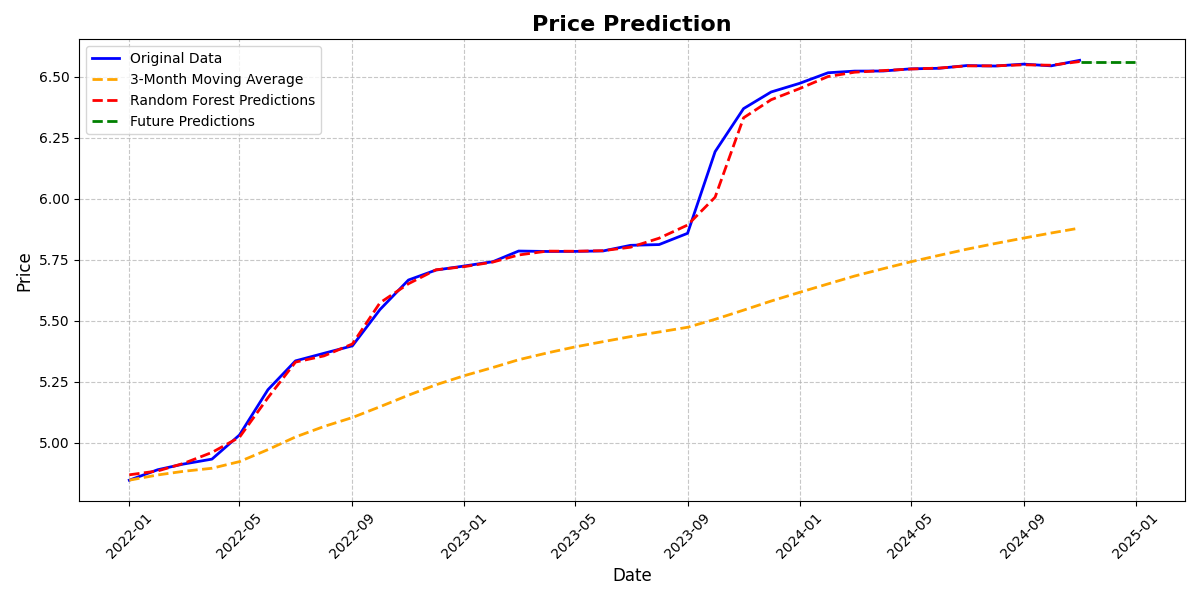 Price Prediction
Original Data
3-Month Moving Average
Random Forest Predictions
Future Predictions
Price
6.50
6.25
6.00
5.75
5.50
5.25
5.00
2022-01
2022-05
2022-09
2023-01
2023-05
2023-09
2024-01
2024-05
2024-09
2025-01
Date